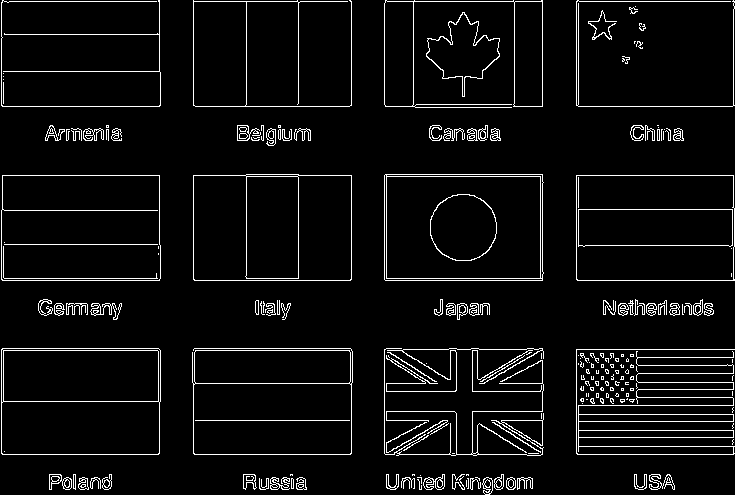 Armenia
Belgium
Canada
China
Germany
Italy
Japan
Netherlands
Poland
Russia
United Kingdom
USA